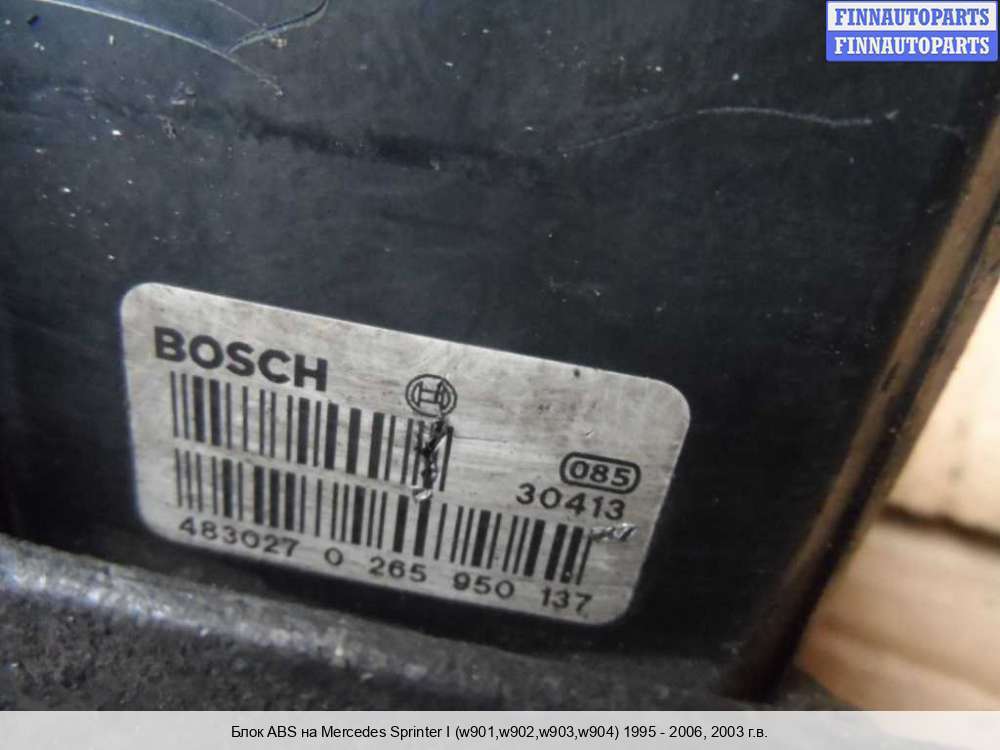 FINNAUTOPARTS
FINNAUTOPARTS
BOSCH
085
30413
483027 0 265 950 137
Блок ABS на Mercedes Sprinter I (w901,w902,w903,w904) 1995 - 2006, 2003 г.в.